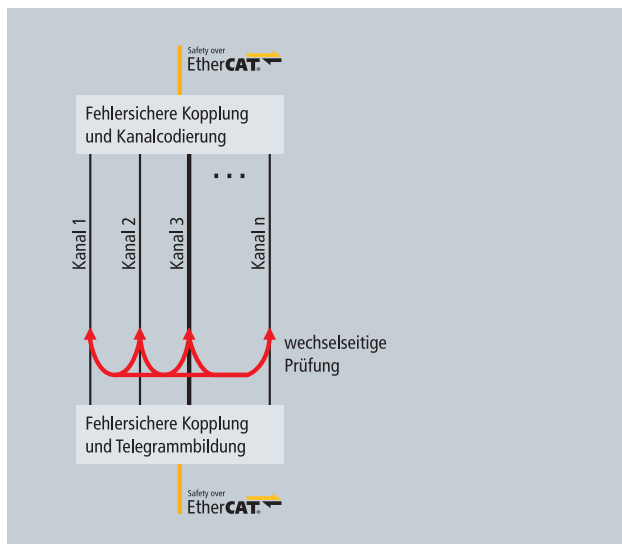 Safety over
EtherCAT®
Fehlersichere Kopplung
und Kanalcodierung
...
Kanal 1
Kanal 2
Kanal 3
Kanal n
wechselseitige
Prüfung
Fehlersichere Kopplung
und Telegrammbildung
Safety over
EtherCAT®